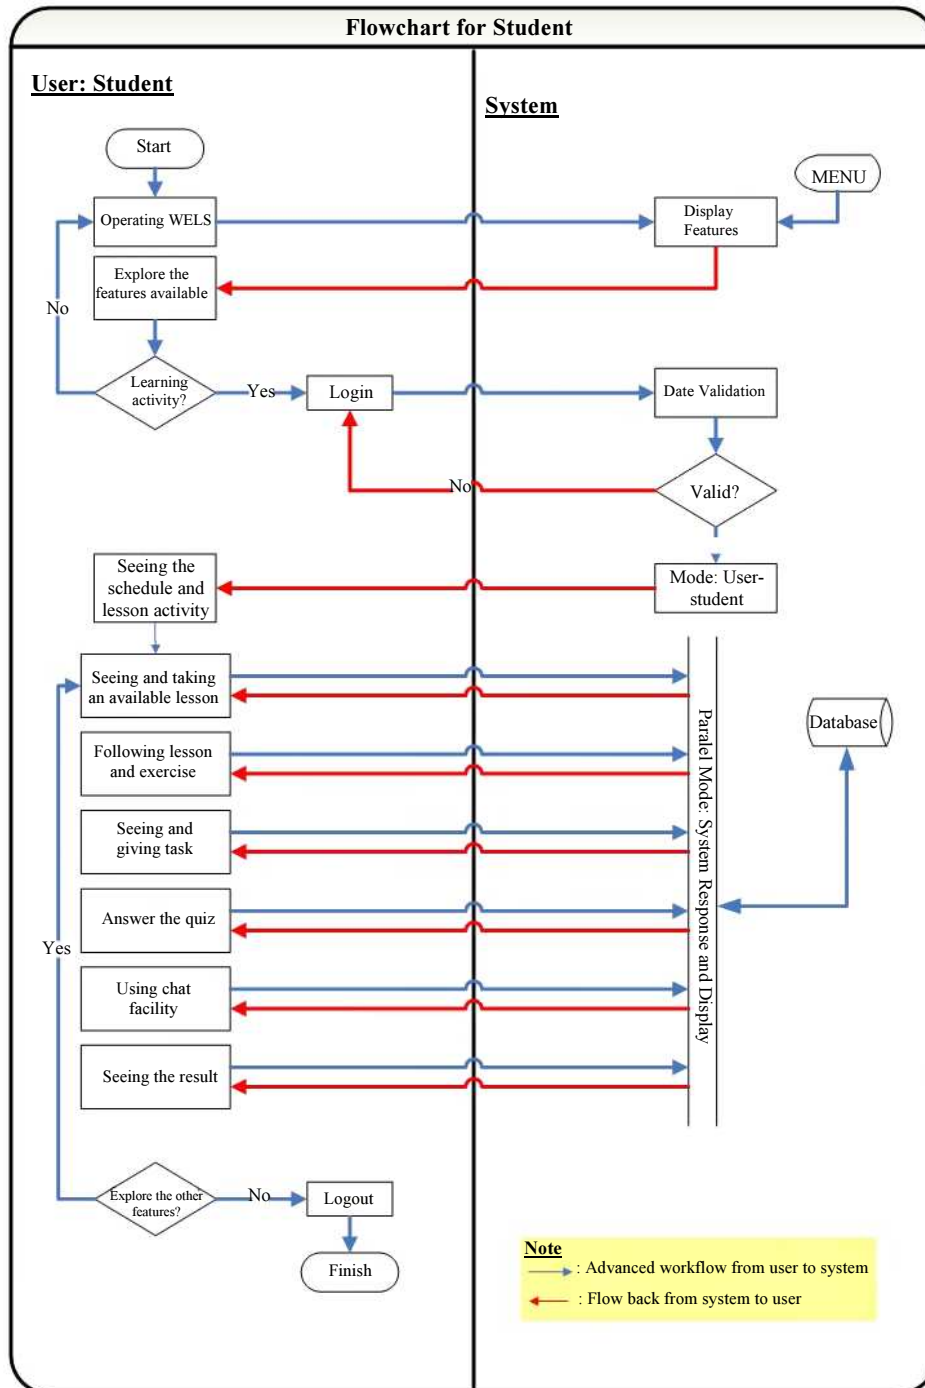 Flowchart for Student
User: Student
System
Start
MENU
Operating WELS
Display
Features
Explore the
features available
No
Learning
activity?
Yes
Login
Date Validation
No
Valid?
Seeing the
schedule and
lesson activity
Mode: User-
student
Seeing and taking
an available lesson
Following lesson
and exercise
Seeing and
giving task
Answer the quiz
Using chat
facility
Seeing the result
Paralel Mode: System Response and Display
Database
Yes
Explore the other
features?
No
Logout
Finish
Note
: Advanced workflow from user to system
: Flow back from system to user